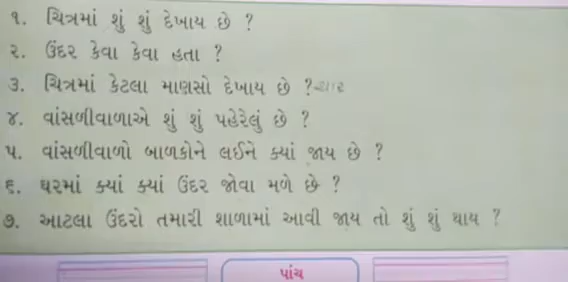 ૧. ચિત્રમાં શું શું દેખાય છે ?
૨. ઉંદર કેવા કેવા હતા ?
૩. ચિત્રમાં કેટલા માણસો દેખાય છે ? ચાર
૪. વાંસળીવાળાએ શું શું પહેરેલું છે ?
૫. વાંસળીવાળો બાળકોને લઈને ક્યાં જાય છે ?
૬. ઘરમાં ક્યાં ક્યાં ઉંદર જોવા મળે છે ?
૭. આટલા ઉંદરો તમારી શાળામાં આવી જાય તો શું શું થાય ?
પાંચ